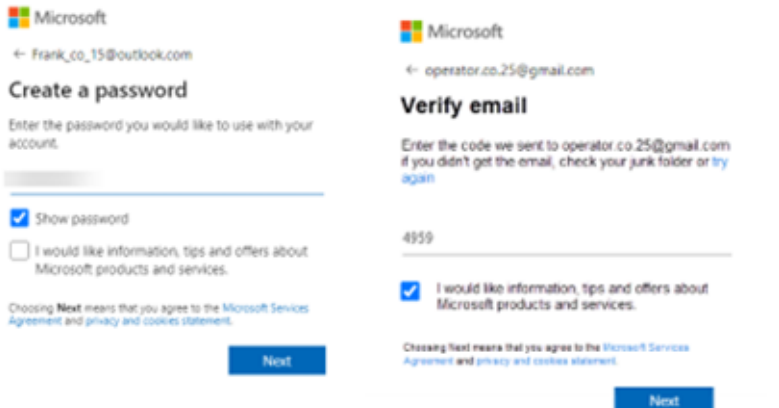 Microsoft
← Frank_co_15@outlook.com
Create a password
Enter the password you would like to use with your
account.
Show password
I would like information, tips and offers about
Microsoft products and services.
Choosing Next means that you agree to the Microsoft Services
Agreement and privacy and cookies statement.
Next
Microsoft
← operator.co.25@gmail.com
Verify email
Enter the code we sent to operator.co.25@gmail.com
if you didn't get the email, check your junk folder or try
again
4959
I would like information, tips and offers about
Microsoft products and services.
Choosing Next means that you agree to the Microsoft Services
Agreement and privacy and cookies statement.
Next